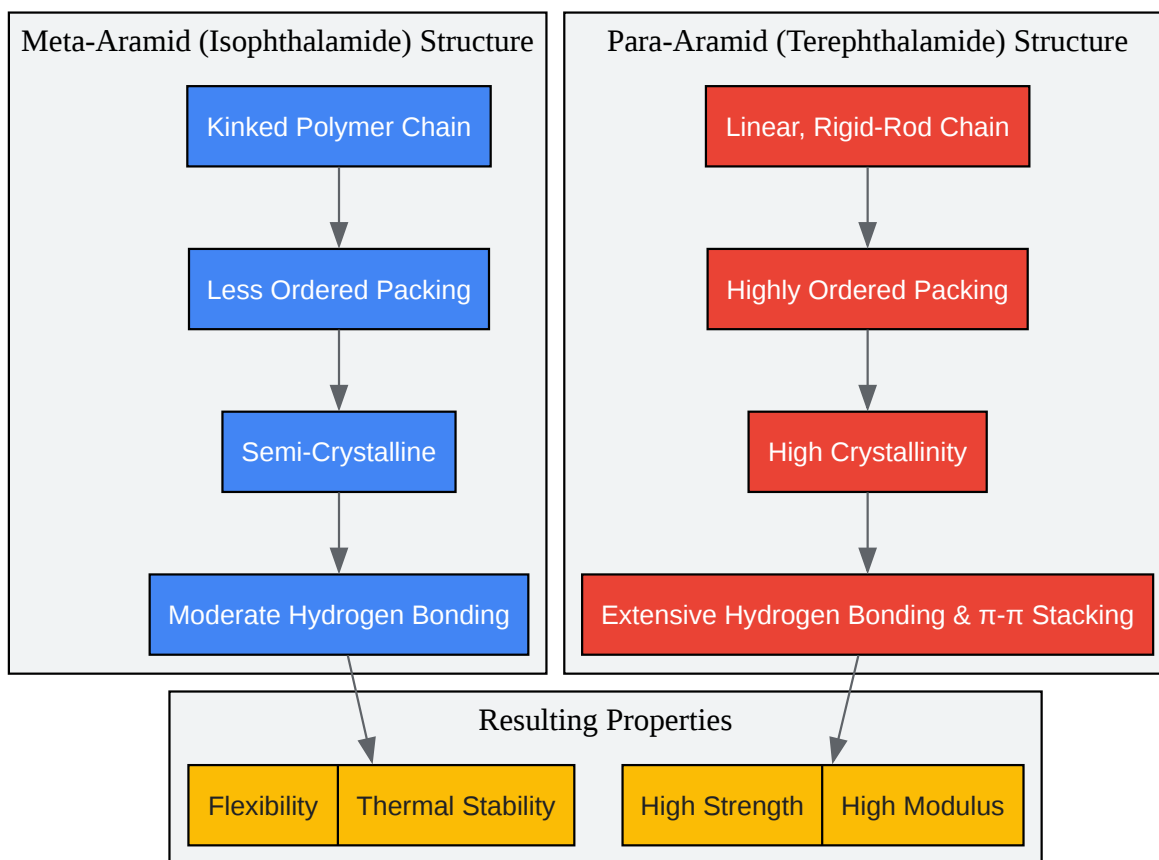 Meta-Aramid (Isophthalamide) Structure
Kinked Polymer Chain
Less Ordered Packing
Semi-Crystalline
Moderate Hydrogen Bonding
Para-Aramid (Terephthalamide) Structure
Linear, Rigid-Rod Chain
Highly Ordered Packing
High Crystallinity
Extensive Hydrogen Bonding & π-π Stacking
Resulting Properties
Flexibility
Thermal Stability
High Strength
High Modulus